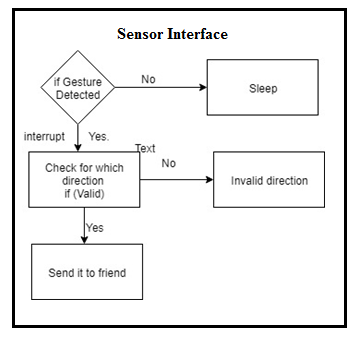 Sensor Interface
if Gesture
Detected
No
Sleep
interrupt
Yes.
Text
Check for which
direction
if (Valid)
No
Invalid direction
Yes
Send it to friend